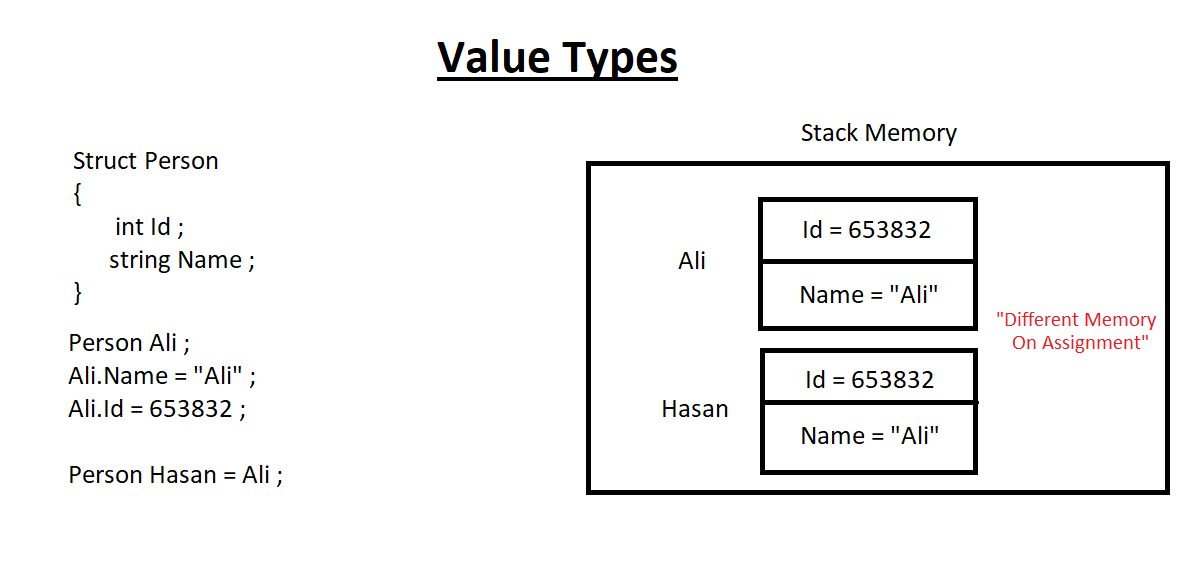 Value Types
Struct Person
{
int Id ;
string Name ;
}
Person Ali ;
Ali.Name = "Ali" ;
Ali.Id = 653832 ;
Person Hasan = Ali ;
Stack Memory
Ali
Id = 653832
Name = "Ali"
"Different Memory
On Assignment"
Hasan
Id = 653832
Name = "Ali"